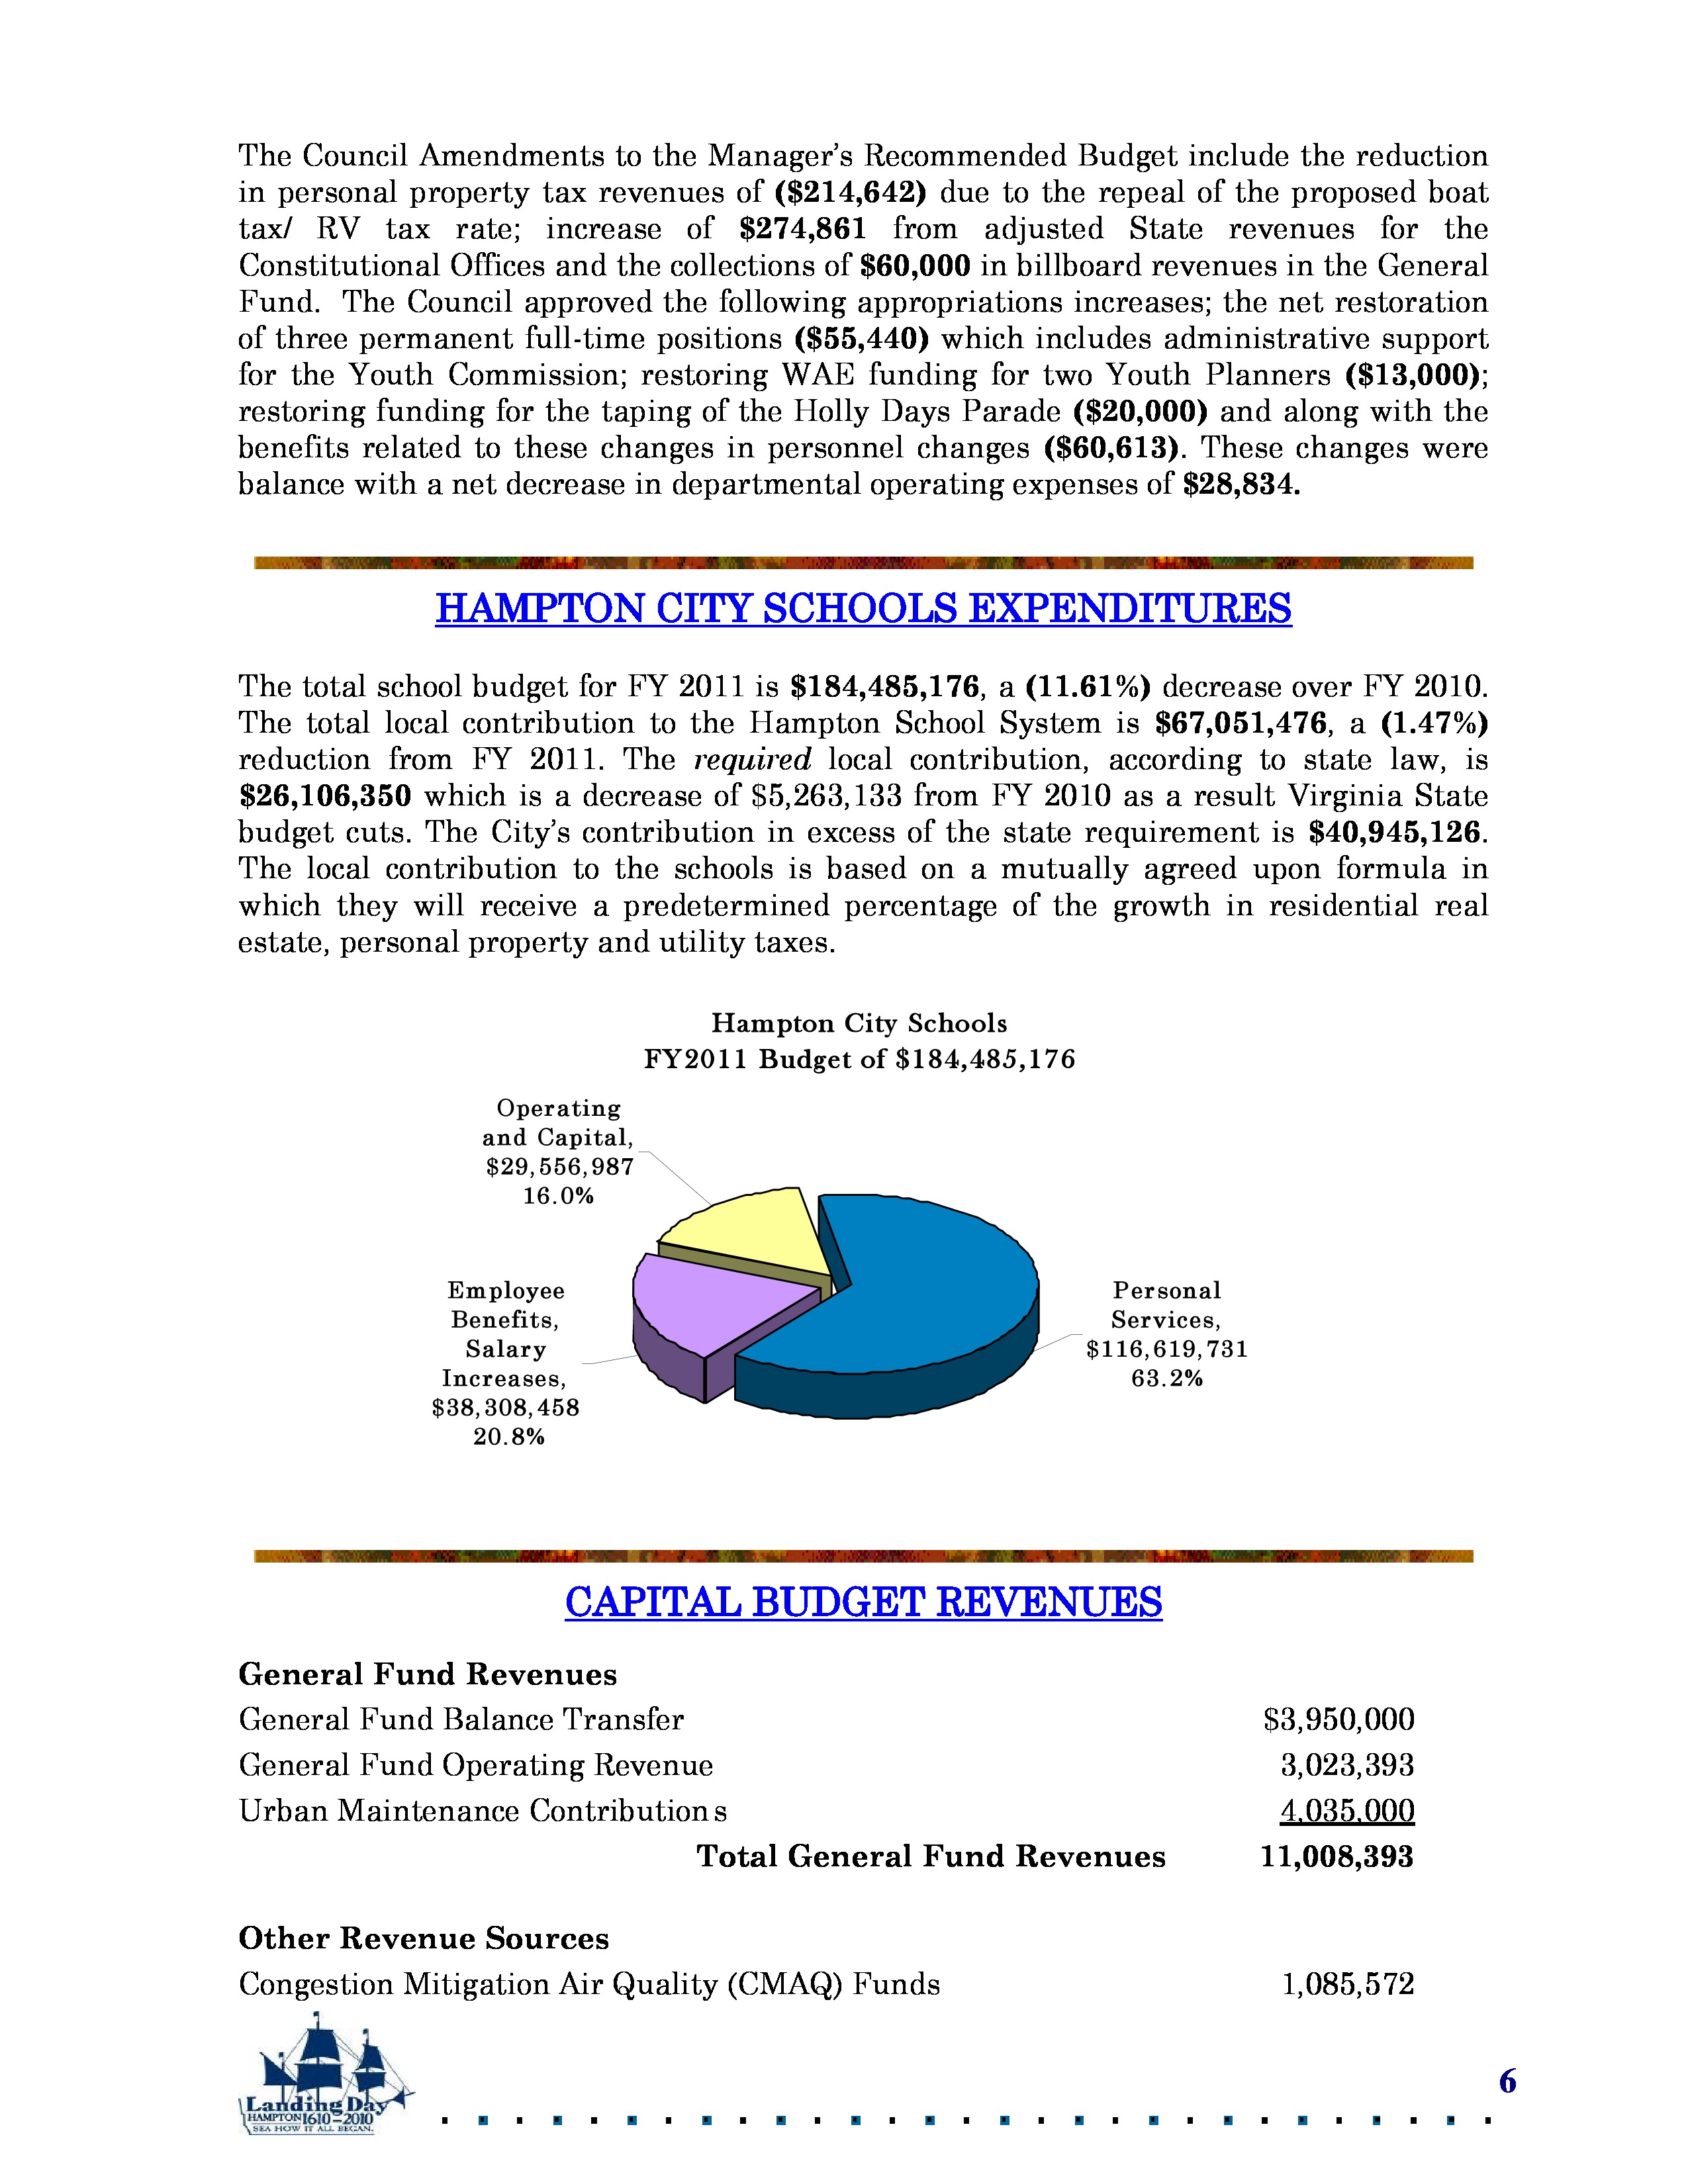 The Council Amendments to the Manager’s Recommended Budget include the reduction
in personal property tax revenues of ($214,642) due to the repeal of the proposed boat
tax/ RV tax rate; increase of $274,861 from adjusted State revenues for the
Constitutional Offices and the collections of $60,000 in billboard revenues in the General
Fund. The Council approved the following appropriations increases; the net restoration
of three permanent full-time positions ($55,440) which includes administrative support
for the Youth Commission; restoring WAE funding for two Youth Planners ($13,000);
restoring funding for the taping of the Holly Days Parade ($20,000) and along with the
benefits related to these changes in personnel changes ($60,613). These changes were
balance with a net decrease in departmental operating expenses of $28,834.
HAMPTON CITY SCHOOLS EXPENDITURES
The total school budget for FY 2011 is $184,485,176, a (11.61%) decrease over FY 2010.
The total local contribution to the Hampton School System is $67,051,476, a (1.47%)
reduction from FY 2011. The required local contribution, according to state law, is
$26,106,350 which is a decrease of $5,263,133 from FY 2010 as a result Virginia State
budget cuts. The City’s contribution in excess of the state requirement is $40,945,126.
The local contribution to the schools is based on a mutually agreed upon formula in
which they will receive a predetermined percentage of the growth in residential real
estate, personal property and utility taxes.
Hampton City Schools
FY2011 Budget of $184,485,176
Operating
and Capital,
$29,556,987
16.0%
Employee
Benefits,
Salary
Increases,
$38,308,458
20.8%
Personal
Services,
$116,619,731
63.2%
CAPITAL BUDGET REVENUES
General Fund Revenues
General Fund Balance Transfer $3,950,000
General Fund Operating Revenue 3,023,393
Urban Maintenance Contributions 4,035,000
Total General Fund Revenues 11,008,393
Other Revenue Sources
Congestion Mitigation Air Quality (CMAQ) Funds 1,085,572
Landing Day
HAMPTON 1610–2010
SEA HOW IT ALL BEGAN.
6